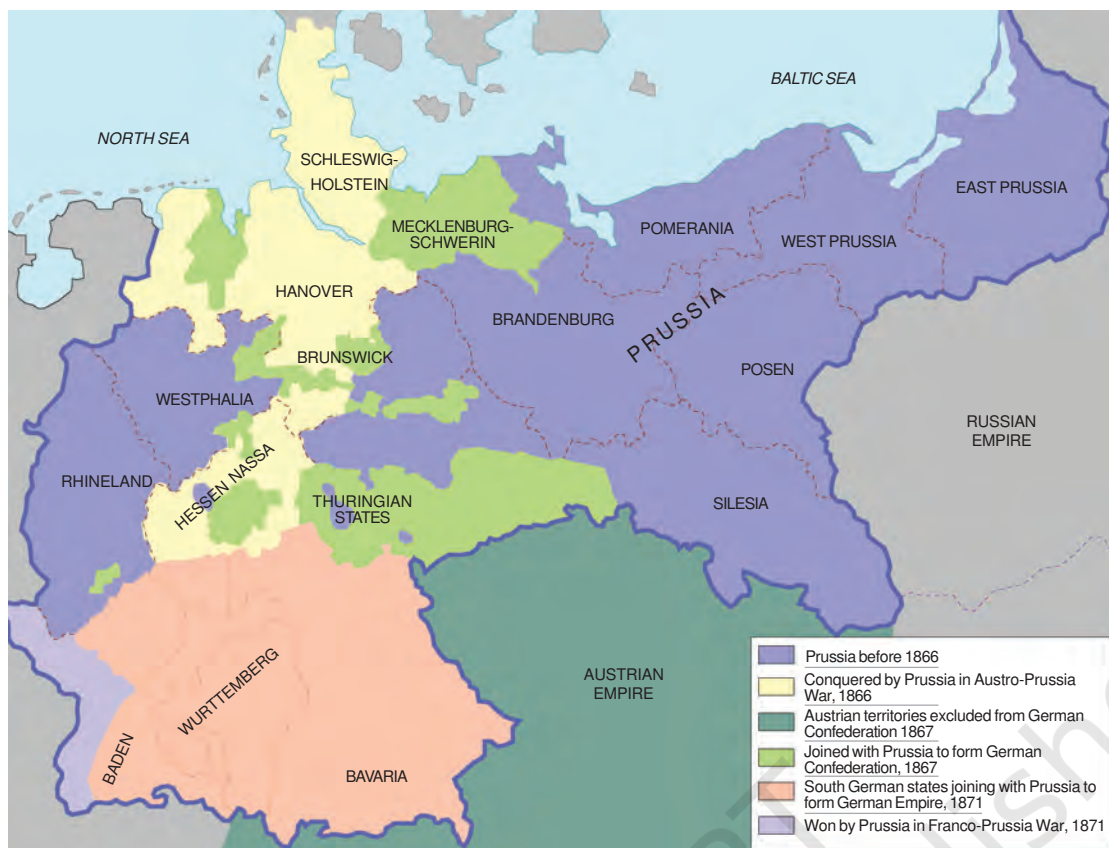 BALTIC SEA
NORTH SEA
SCHLESWIG-
HOLSTEIN
EAST PRUSSIA
MECKLENBURG-
SCHWERIN
POMERANIA
WEST PRUSSIA
HANOVER
BRANDENBURG
PRUSSIA
BRUNSWICK
POSEN
WESTPHALIA
RUSSIAN
EMPIRE
RHINELAND
HESSEN NASSA
THURINGIAN
STATES
SILESIA
AUSTRIAN
EMPIRE
WURTTEMBERG
BADEN
BAVARIA
Prussia before 1866
Conquered by Prussia in Austro-Prussia
War, 1866
Austrian territories excluded from German
Confederation 1867
Joined with Prussia to form German
Confederation, 1867
South German states joining with Prussia to
form German Empire, 1871
Won by Prussia in Franco-Prussia War, 1871